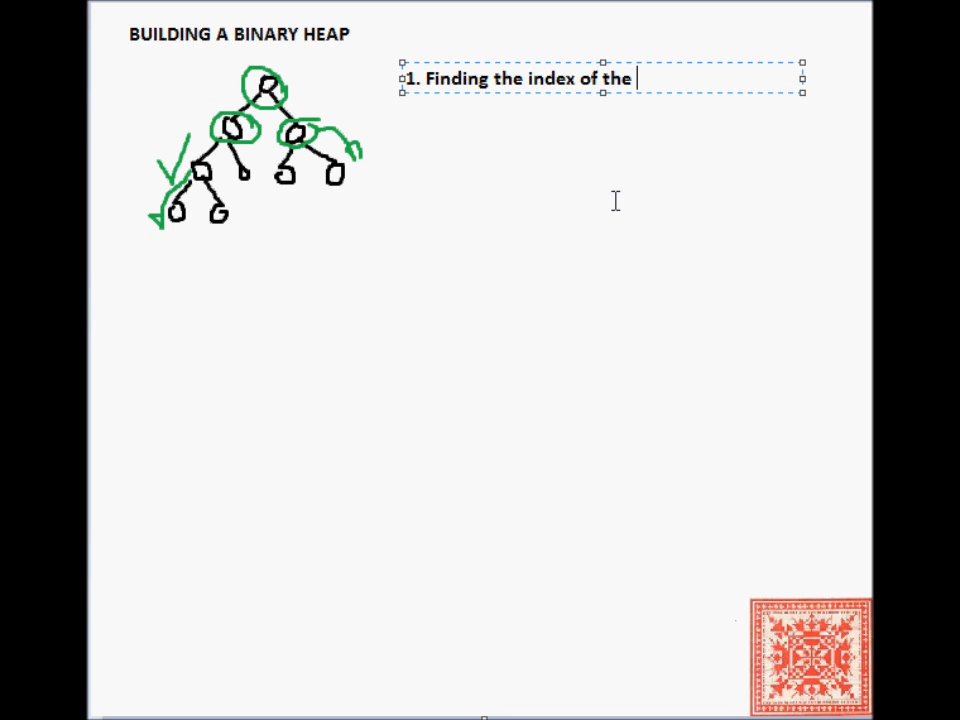 BUILDING A BINARY HEAP
1. Finding the index of the